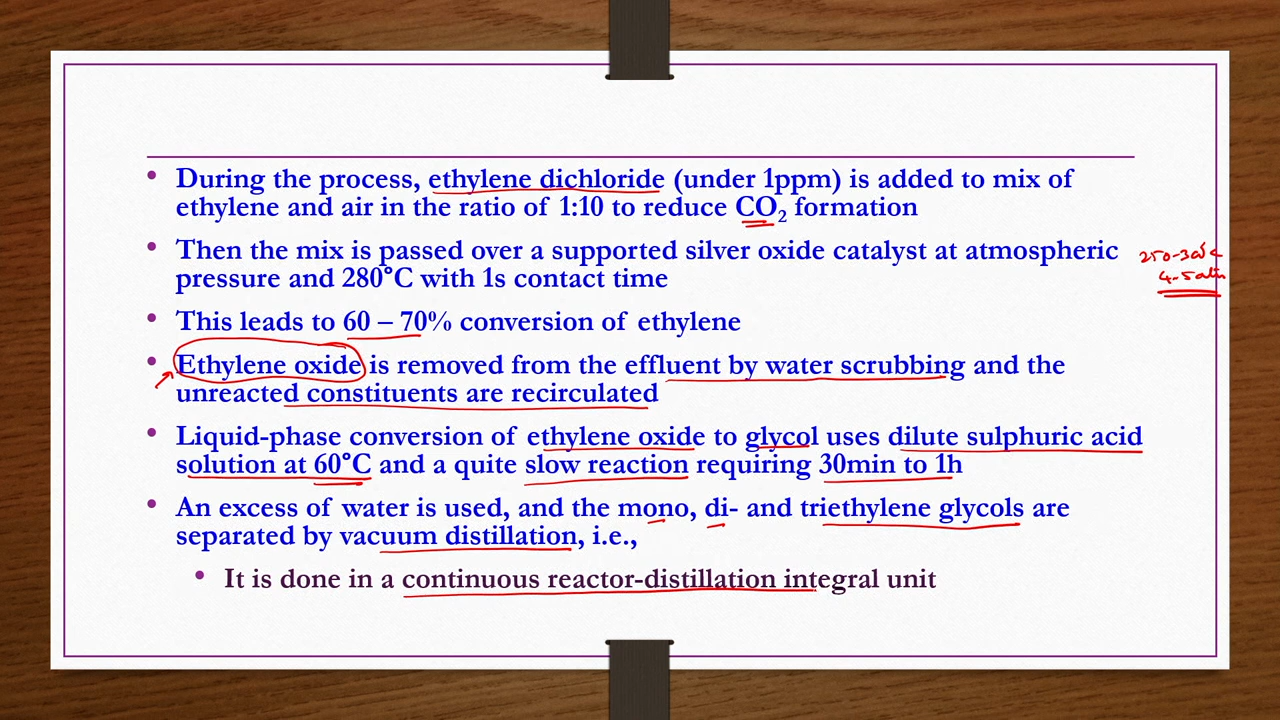 • During the process, ethylene dichloride (under 1ppm) is added to mix of
ethylene and air in the ratio of 1:10 to reduce CO₂ formation
• Then the mix is passed over a supported silver oxide catalyst at atmospheric
pressure and 280°C with 1s contact time
250-300°C
4-5 atm
• This leads to 60 – 70% conversion of ethylene
• Ethylene oxide is removed from the effluent by water scrubbing and the
unreacted constituents are recirculated
• Liquid-phase conversion of ethylene oxide to glycol uses dilute sulphuric acid
solution at 60°C and a quite slow reaction requiring 30min to 1h
• An excess of water is used, and the mono, di- and triethylene glycols are
separated by vacuum distillation, i.e.,
• It is done in a continuous reactor-distillation integral unit